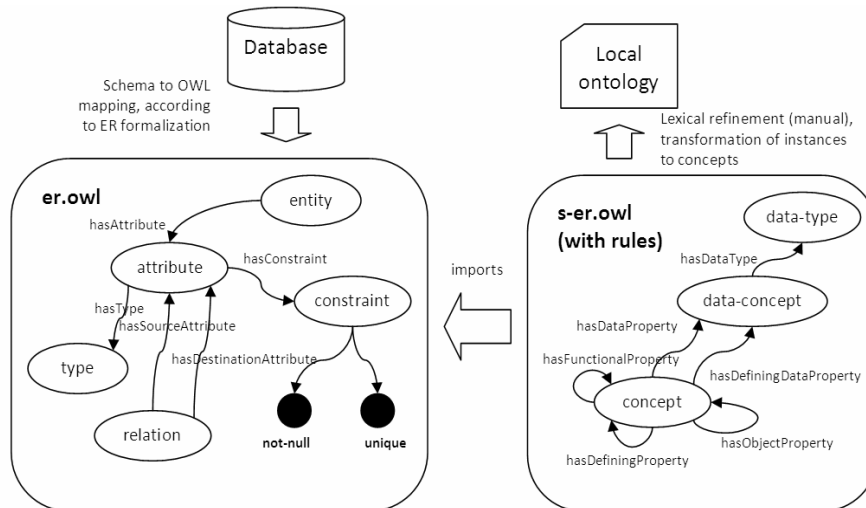 Database
Schema to OWL
mapping, according
to ER formalization
Local
ontology
Lexical refinement (manual),
transformation of instances
to concepts
er.owl
entity
hasAttribute
attribute
hasConstraint
constraint
hasType
hasSourceAttribute
hasDestinationAttribute
type
relation
not-null
unique
imports
s-er.owl
(with rules)
data-type
hasDataType
data-concept
hasDataProperty
hasFunctionalProperty
hasDefiningDataProperty
concept
hasObjectProperty
hasDefiningProperty